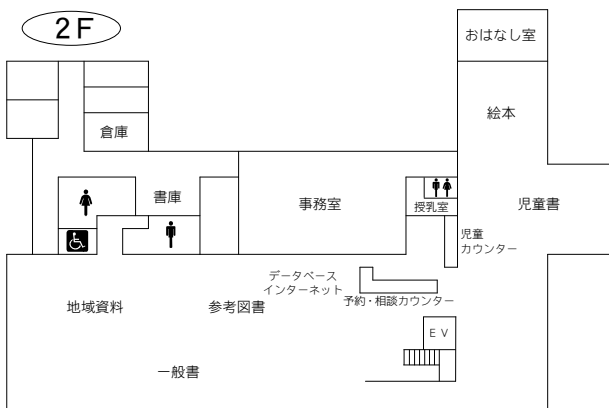 2F
おはなし室
絵本
倉庫
書庫
事務室
授乳室
児童書
児童
カウンター
データベース
インターネット
予約・相談カウンター
地域資料
参考図書
EV
一般書